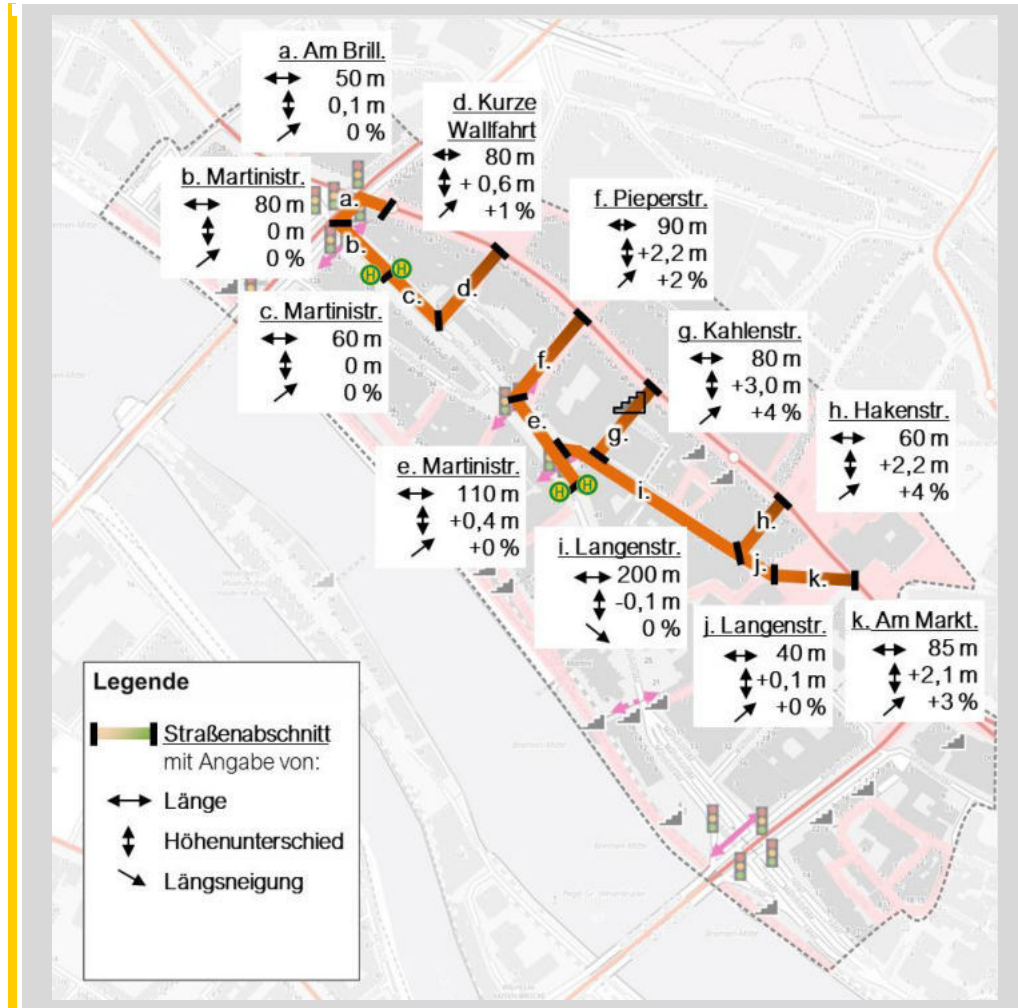 a. Am Brill.
50 m
0,1 m
0 %
d. Kurze
Wallfahrt
80 m
+ 0,6 m
+1 %
b. Martinistr.
80 m
0 m
0 %
f. Pieperstr.
90 m
+2,2 m
+2 %
c. Martinistr.
60 m
0 m
0 %
g. Kahlenstr.
80 m
+3,0 m
+4 %
h. Hakenstr.
60 m
+2,2 m
+4 %
e. Martinistr.
110 m
+0,4 m
+0 %
i. Langenstr.
200 m
-0,1 m
0 %
j. Langenstr.
40 m
+0,1 m
+0 %
k. Am Markt.
85 m
+2,1 m
+3 %
a.
b.
c.
d.
f.
e.
g.
i.
h.
j.
k.
H
H
H
H
Legende
Straßenabschnitt
mit Angabe von:
Länge
Höhenunterschied
Längsneigung